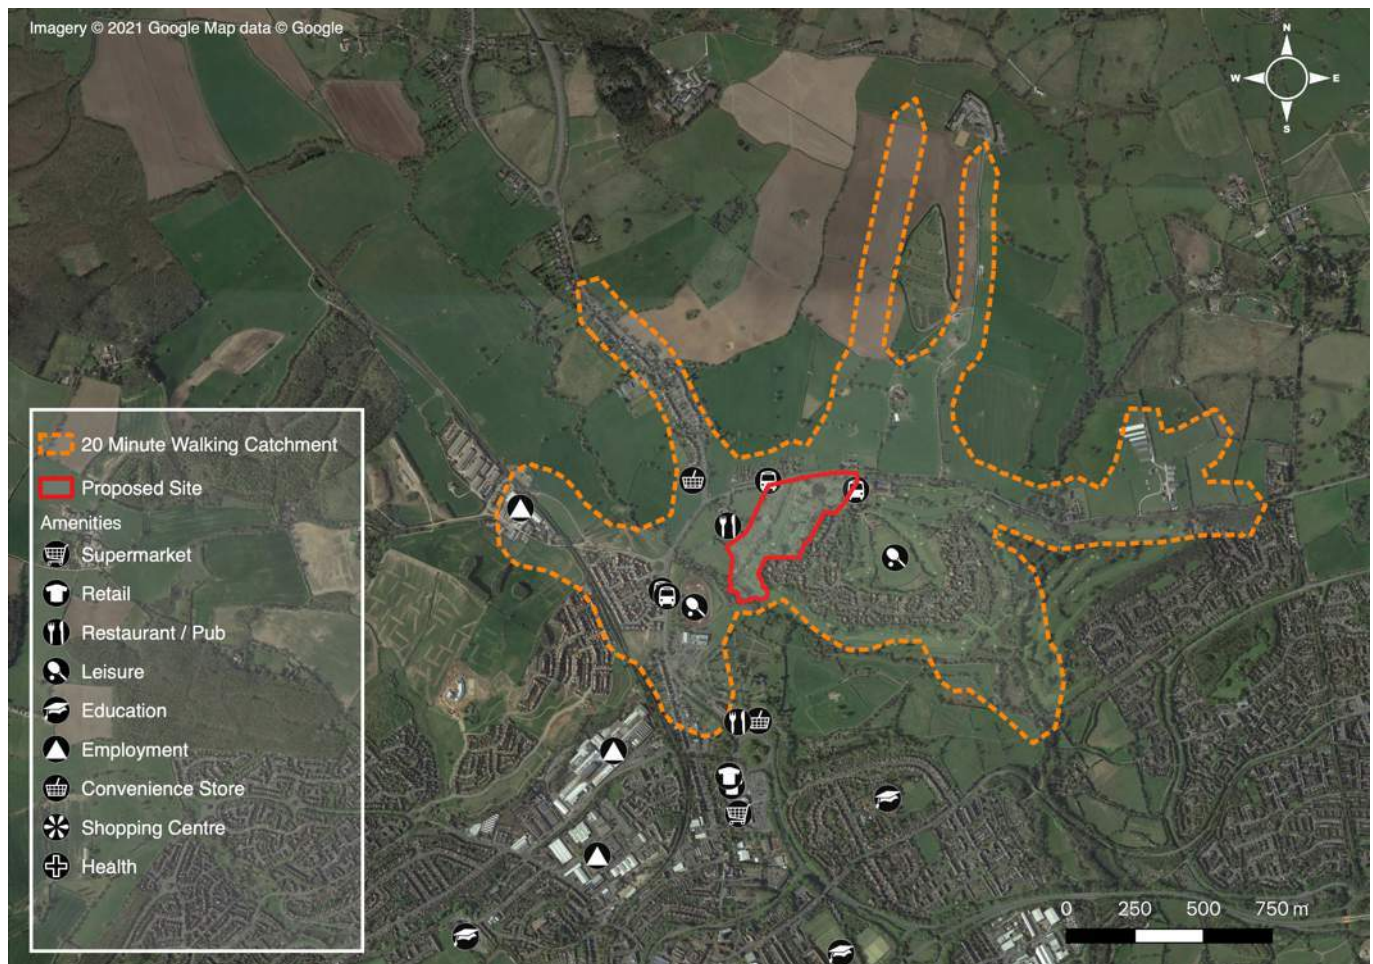 Imagery © 2021 Google Map data © Google
N
W E
S
20 Minute Walking Catchment
Proposed Site
Amenities
Supermarket
Retail
Restaurant / Pub
Leisure
Education
Employment
Convenience Store
Shopping Centre
Health
0 250 500 750 m